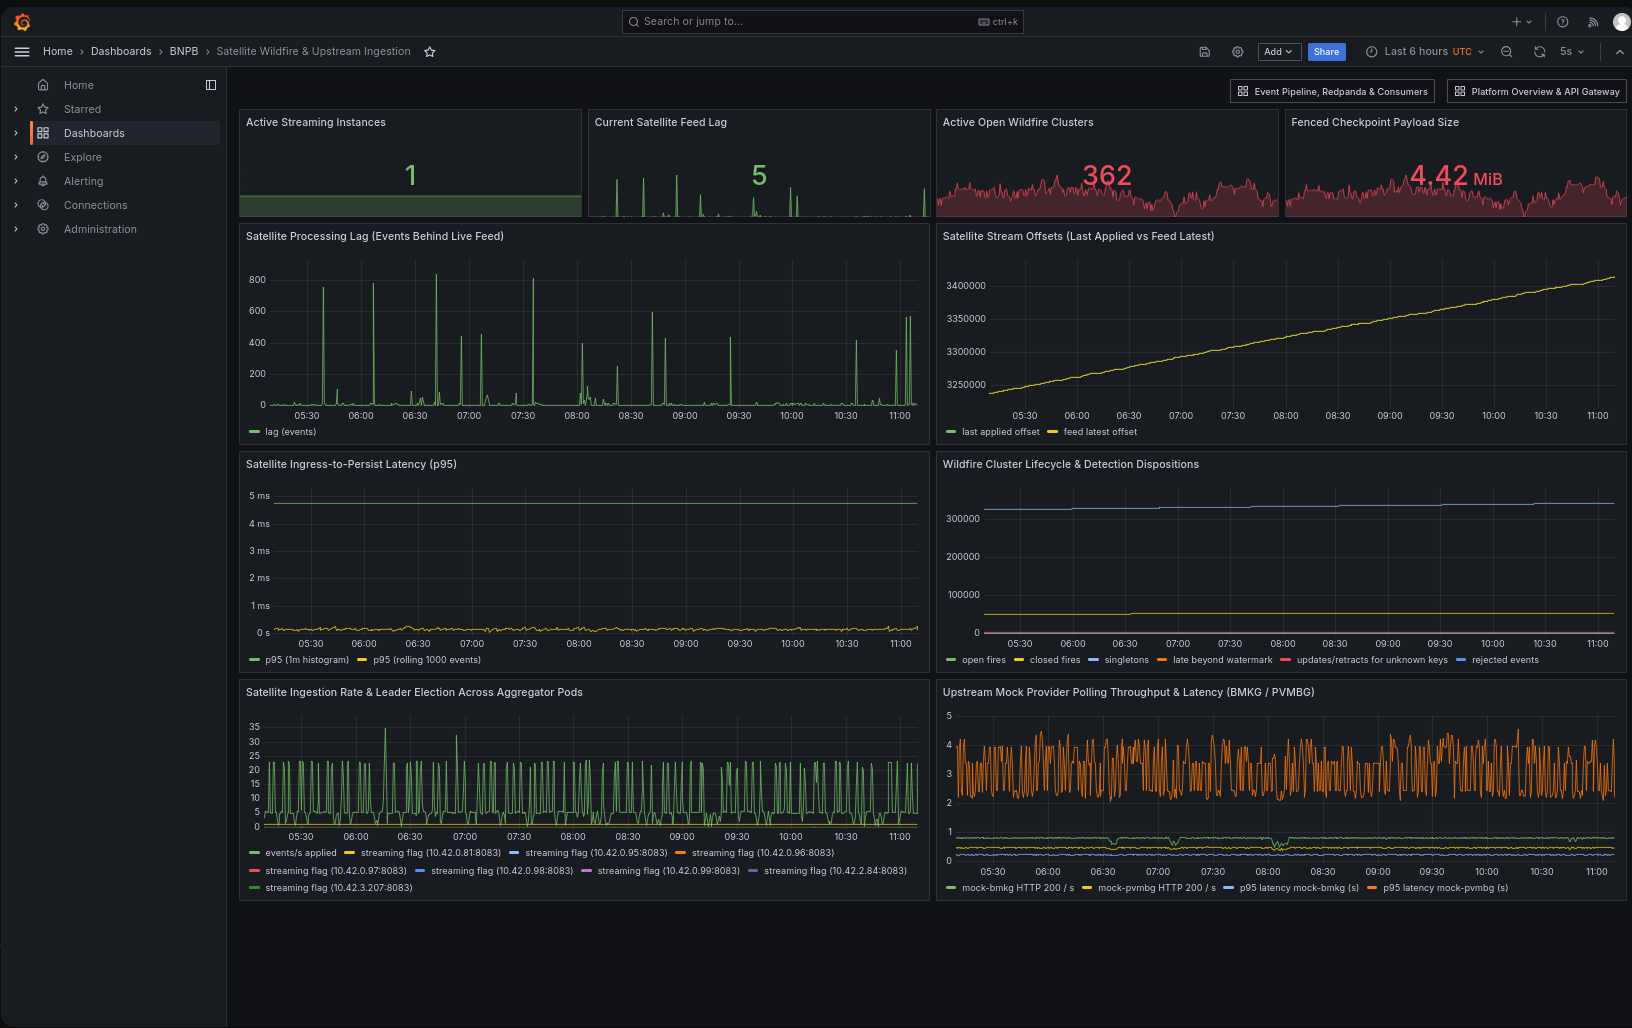 Search or jump to...
ctrl+k
Home › Dashboards › BNPB › Satellite Wildfire & Upstream Ingestion
Add
Share
Last 6 hours UTC
5s
Home
Starred
Dashboards
Explore
Alerting
Connections
Administration
Event Pipeline, Redpanda & Consumers
Platform Overview & API Gateway
Active Streaming Instances
1
Current Satellite Feed Lag
5
Active Open Wildfire Clusters
362
Fenced Checkpoint Payload Size
4.42 MiB
Satellite Processing Lag (Events Behind Live Feed)
800
600
400
200
0
05:30 06:00 06:30 07:00 07:30 08:00 08:30 09:00 09:30 10:00 10:30 11:00
lag (events)
Satellite Stream Offsets (Last Applied vs Feed Latest)
3400000
3350000
3300000
3250000
05:30 06:00 06:30 07:00 07:30 08:00 08:30 09:00 09:30 10:00 10:30 11:00
last applied offset feed latest offset
Satellite Ingress-to-Persist Latency (p95)
5 ms
4 ms
3 ms
2 ms
1 ms
0 s
05:30 06:00 06:30 07:00 07:30 08:00 08:30 09:00 09:30 10:00 10:30 11:00
p95 (1m histogram) p95 (rolling 1000 events)
Wildfire Cluster Lifecycle & Detection Dispositions
300000
200000
100000
0
05:30 06:00 06:30 07:00 07:30 08:00 08:30 09:00 09:30 10:00 10:30 11:00
open fires closed fires singletons late beyond watermark updates/retracts for unknown keys rejected events
Satellite Ingestion Rate & Leader Election Across Aggregator Pods
35
30
25
20
15
10
5
0
05:30 06:00 06:30 07:00 07:30 08:00 08:30 09:00 09:30 10:00 10:30 11:00
events/s applied streaming flag (10.42.0.81:8083) streaming flag (10.42.0.95:8083) streaming flag (10.42.0.96:8083)
streaming flag (10.42.0.97:8083) streaming flag (10.42.0.98:8083) streaming flag (10.42.0.99:8083) streaming flag (10.42.2.84:8083)
streaming flag (10.42.3.207:8083)
Upstream Mock Provider Polling Throughput & Latency (BMKG / PVMBG)
5
4
3
2
1
0
05:30 06:00 06:30 07:00 07:30 08:00 08:30 09:00 09:30 10:00 10:30 11:00
mock-bmkg HTTP 200 / s mock-pvmbg HTTP 200 / s p95 latency mock-bmkg (s) p95 latency mock-pvmbg (s)